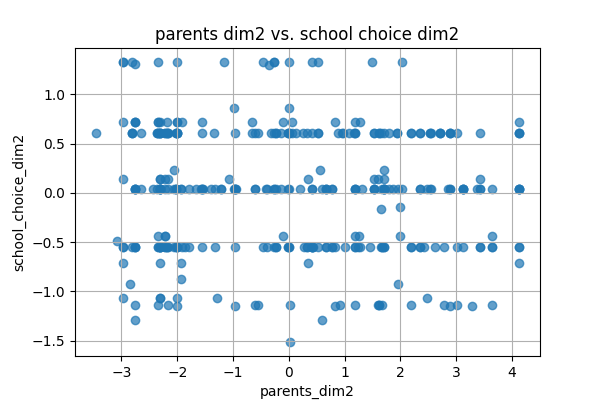 parents dim2 vs. school choice dim2
school_choice_dim2
1.0
0.5
0.0
−0.5
−1.0
−1.5
−3 −2 −1 0 1 2 3 4
parents_dim2